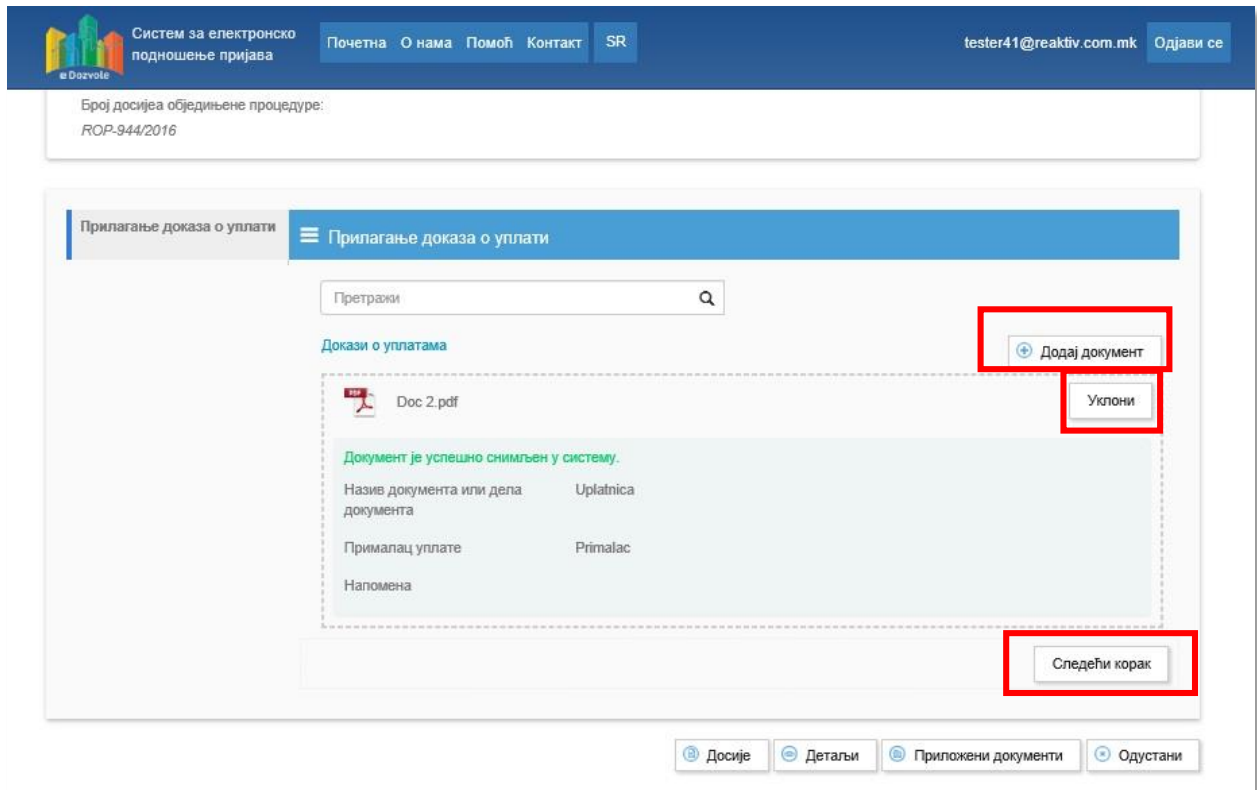 Систем за електронско
подношење пријава
eDozvole
Почетна О нама Помоћ Контакт SR
tester41@reaktiv.com.mk Одјави се
Број досијеа обједињене процедуре:
ROP-944/2016
Прилагање доказа о уплати
Прилагање доказа о уплати
Претражи
Докази о уплатама
Додај документ
PDF
Doc 2.pdf
Уклони
Документ је успешно снимљен у систему.
Назив документа или дела Uplatnica
документа
Прималац уплате Primalac
Напомена
Следећи корак
Досије Детаљи Приложени документи Одустани